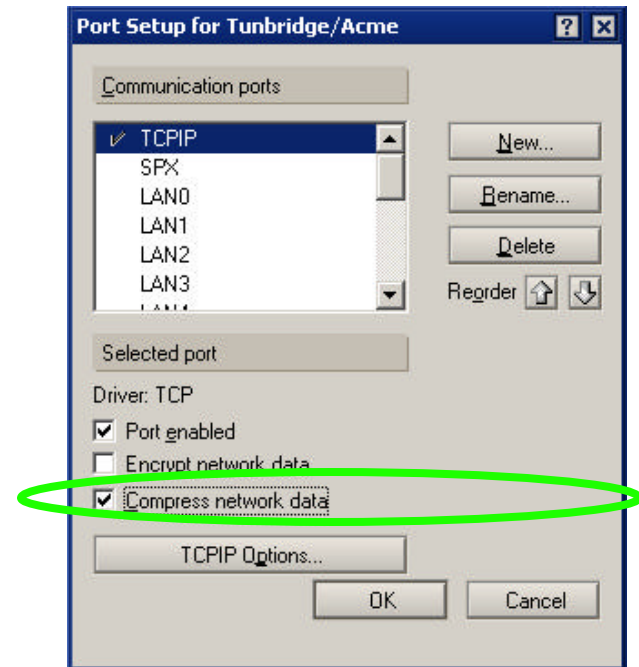 Port Setup for Tunbridge/Acme ? X
Communication ports
TCPIP
SPX
LAN0
LAN1
LAN2
LAN3
New...
Rename...
Delete
Reorder
Selected port
Driver: TCP
Port enabled
Encrypt network data
Compress network data
TCPIP Options...
OK Cancel